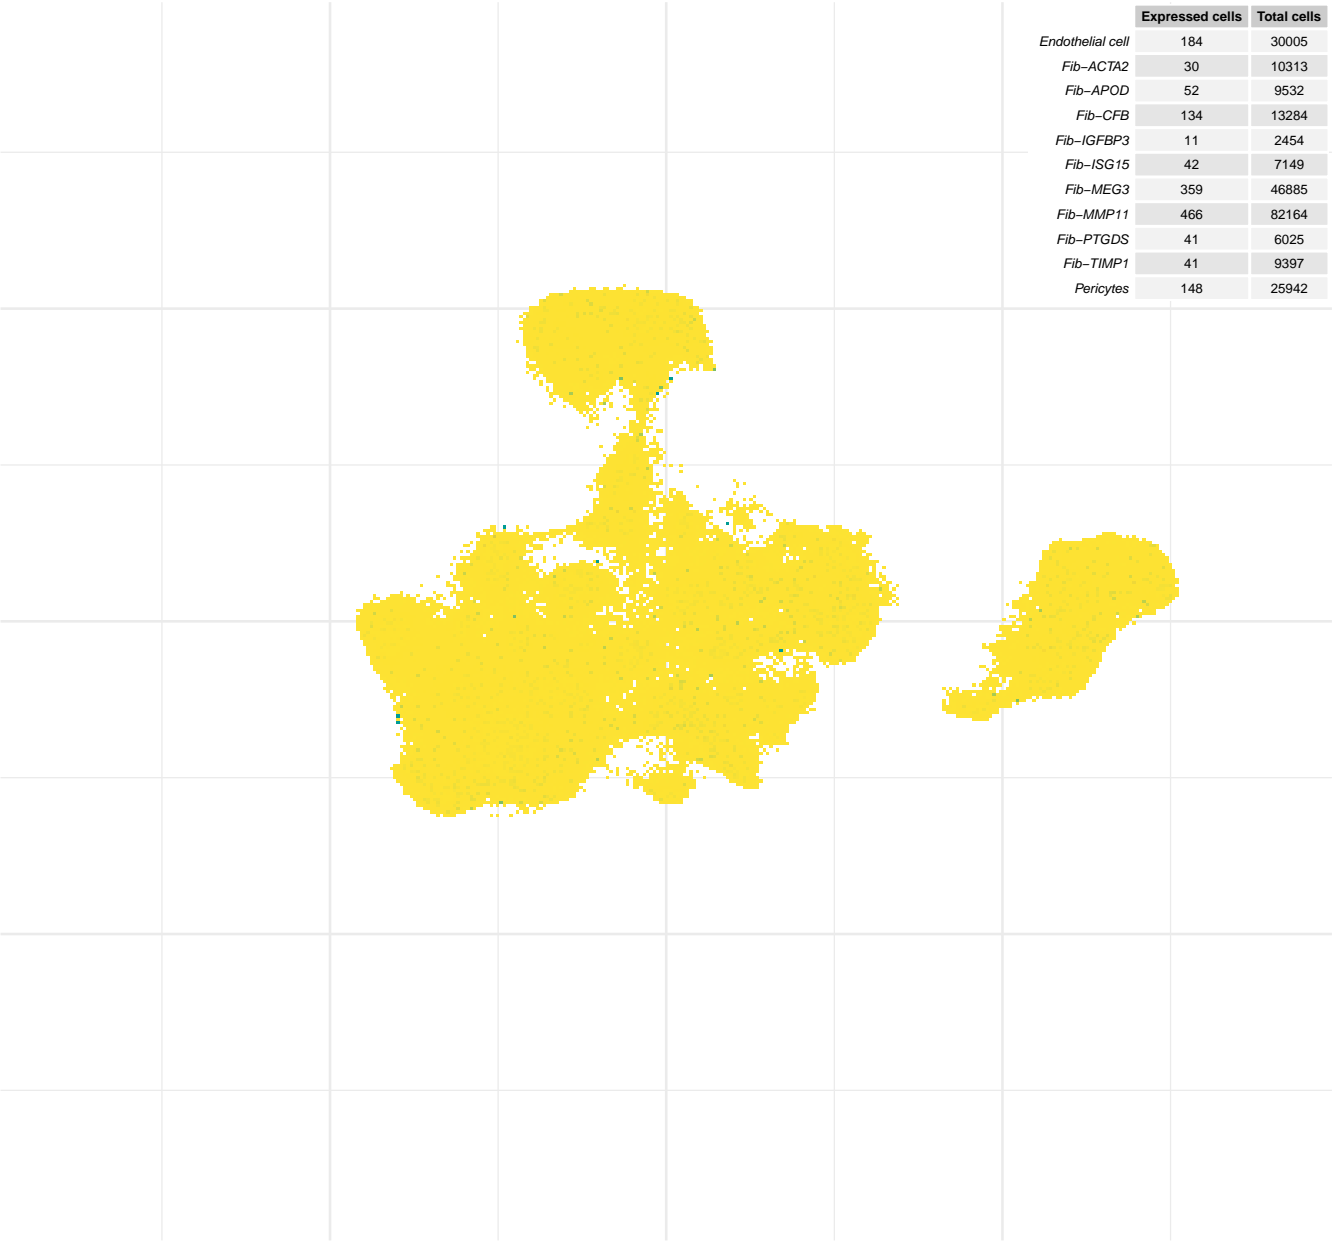 Expressed cells Total cells
Endothelial cell 184 30005
Fib−ACTA2 30 10313
Fib−APOD 52 9532
Fib−CFB 134 13284
Fib−IGFBP3 11 2454
Fib−ISG15 42 7149
Fib−MEG3 359 46885
Fib−MMP11 466 82164
Fib−PTGDS 41 6025
Fib−TIMP1 41 9397
Pericytes 148 25942